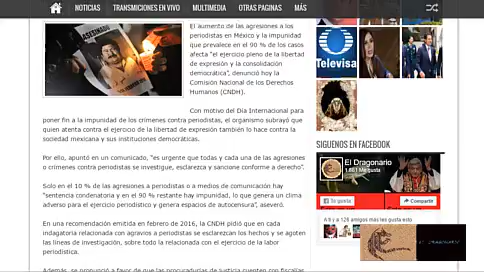 NOTICIAS TRANSMICIONES EN VIVO MULTIMEDIA OTRAS PAGINAS MÁS
ASESINADO
El aumento de las agresiones a los
periodistas en México y la impunidad
que prevalece en el 90 % de los casos
afecta "el ejercicio pleno de la libertad
de expresión y la consolidación
democrática", denunció hoy la
Comisión Nacional de los Derechos
Humanos (CNDH).
Con motivo del Día Internacional para
poner fin a la impunidad de los crímenes contra periodistas, el organismo subrayó que
quien atenta contra el ejercicio de la libertad de expresión también lo hace contra la
sociedad mexicana y sus instituciones democráticas.
Por ello, apuntó en un comunicado, "es urgente que todas y cada una de las agresiones
o crímenes contra periodistas se investigue, esclarezca y sancione conforme a derecho".
Solo en el 10 % de las agresiones a periodistas o a medios de comunicación hay
"sentencia condenatoria y en el 90 % restante hay impunidad, lo que genera un clima
adverso para el ejercicio periodístico y genera espacios de autocensura", aseveró.
En una recomendación emitida en febrero de 2016, la CNDH pidió que en cada
indagatoria relacionada con agravios a periodistas se esclarezcan los hechos y se agoten
las líneas de investigación, sobre todo la relacionada con el ejercicio de la labor
periodística.
Además, se pronunció a favor de que las procuradurías de justicia cuenten con fiscalías
Televisa
SIGUENOS EN FACEBOOK
El Dragonario
Me gusta
Te gusta
Compartir
A ti y a 126 amigos más les gusta esto